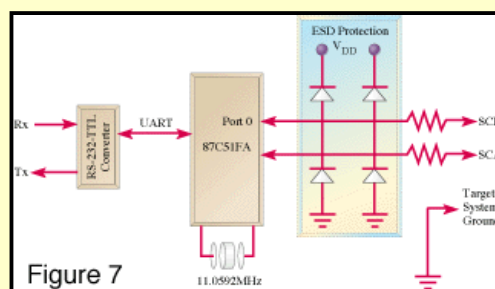 ESD Protection
VDD
Rx
Tx
RS-232-TTL
Converter
UART
Port 0
87C51FA
11.0592MHz
Target
System
Ground
Figure 7